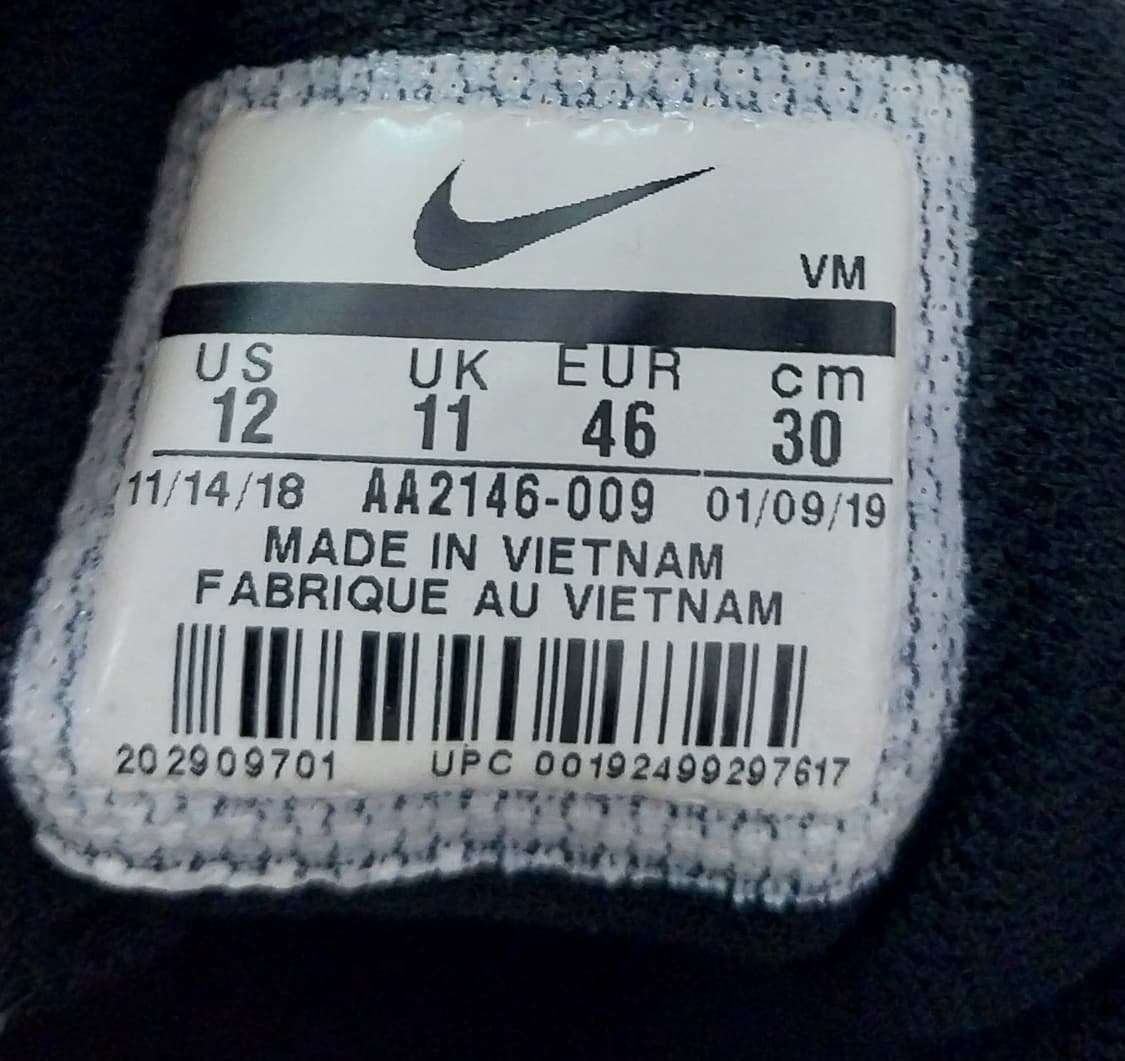 VM
US UK EUR cm
12 11 46 30
11/14/18 AA2146-009 01/09/19
MADE IN VIETNAM
FABRIQUE AU VIETNAM
202909701 UPC 00192499297617